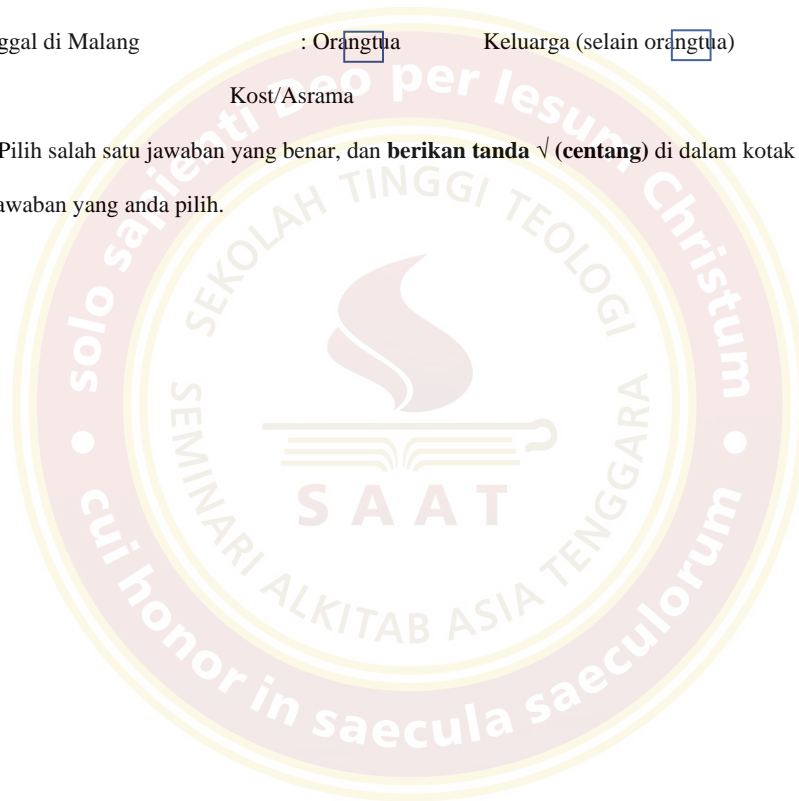 ggal di Malang : Orangtua Keluarga (selain orangtua)
Kost/Asrama
Pilih salah satu jawaban yang benar, dan berikan tanda √ (centang) di dalam kotak
awaban yang anda pilih.
solo sapienti Deo per Iesum Christum
cui honor in saecula saeculorum
SEKOLAH TINGGI TEOLOGI
SEMINARI ALKITAB ASIA TENGGARA
SAAT